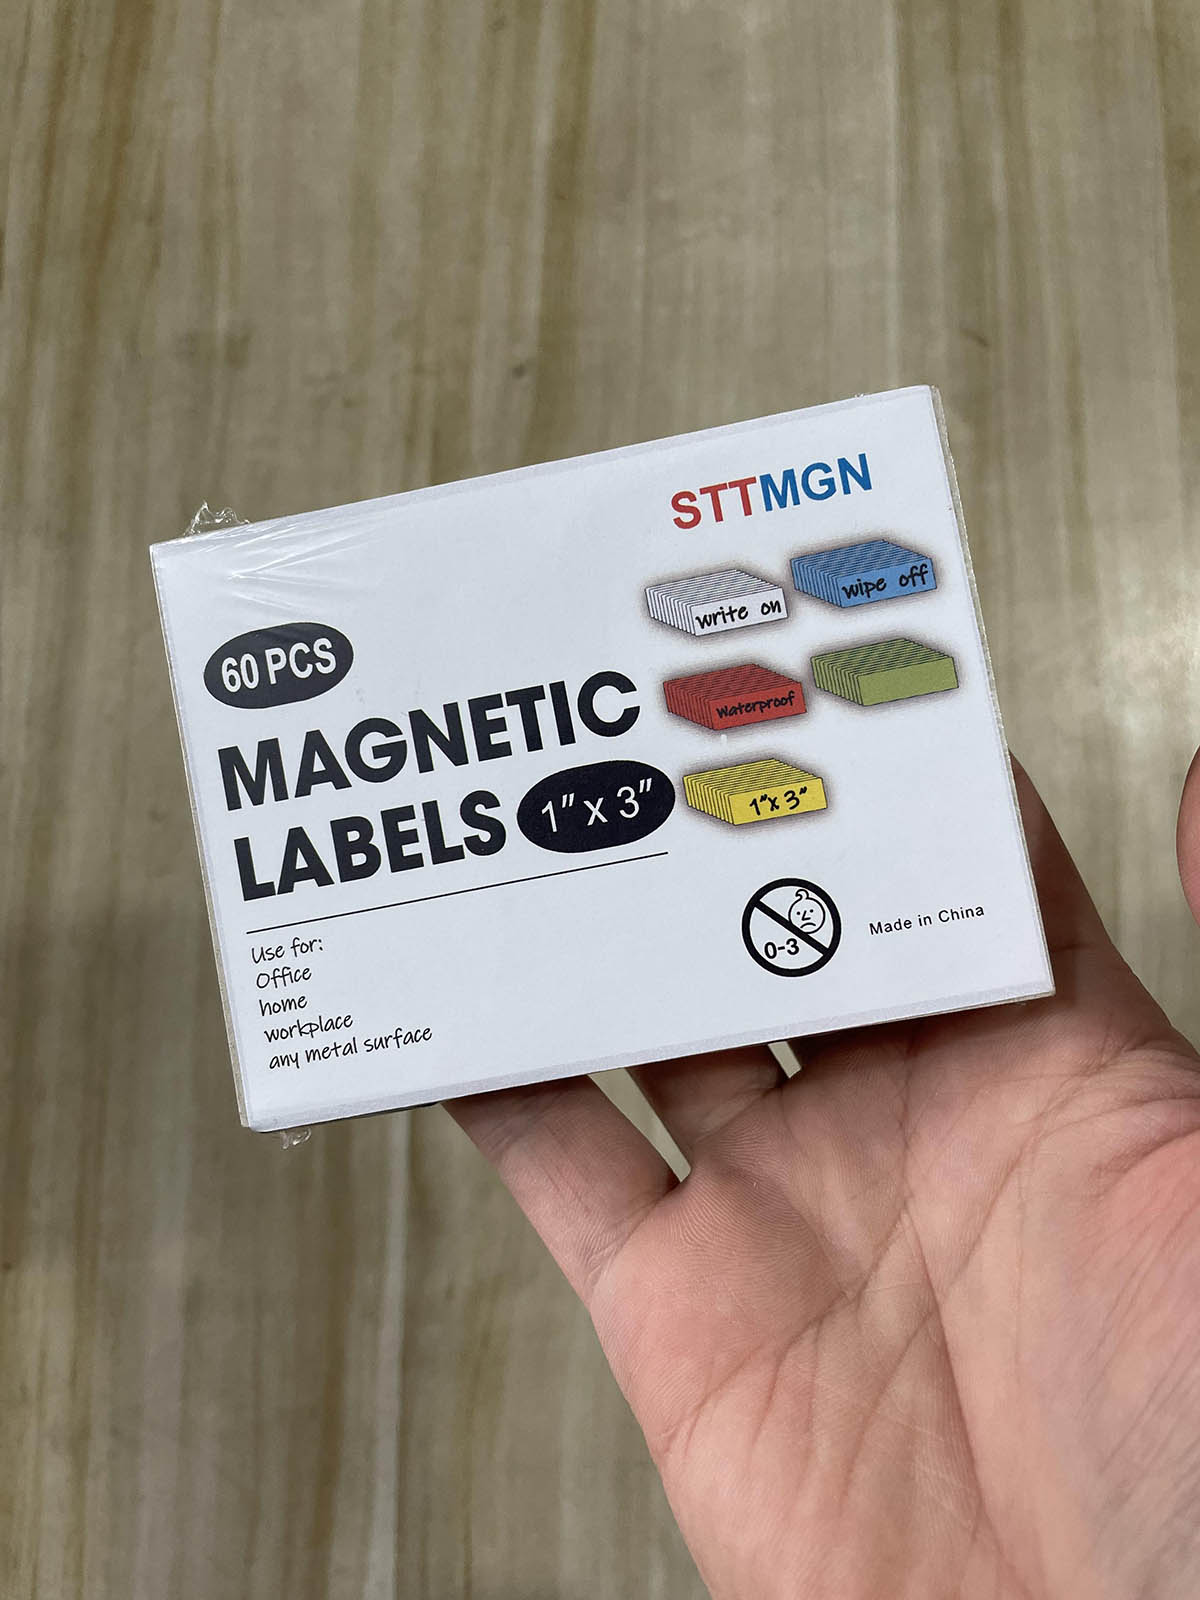 STTMGN
write on
wipe off
waterproof
1"x 3"
60 PCS
MAGNETIC
LABELS 1" x 3"
Use for:
Office
home
workplace
any metal surface
0-3
Made in China